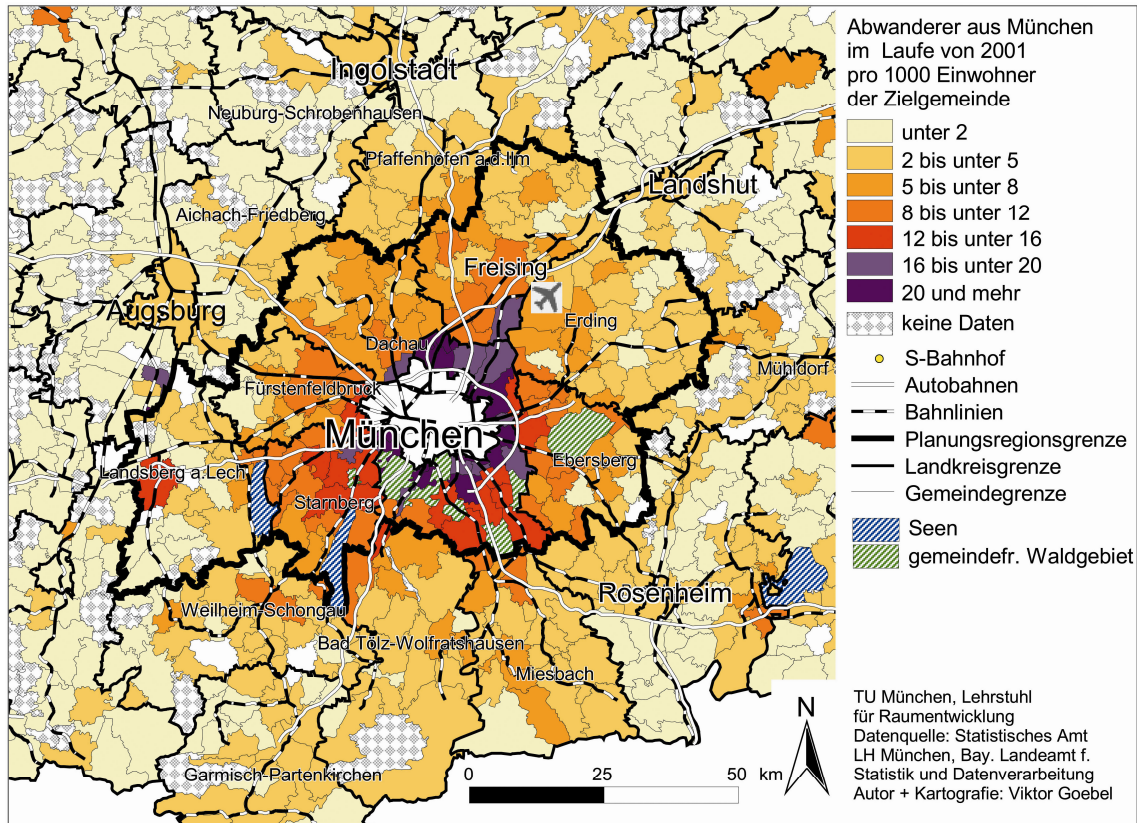 Abwanderer aus München
im Laufe von 2001
pro 1000 Einwohner
der Zielgemeinde
unter 2
2 bis unter 5
5 bis unter 8
8 bis unter 12
12 bis unter 16
16 bis unter 20
20 und mehr
keine Daten
S-Bahnhof
Autobahnen
Bahnlinien
Planungsregionsgrenze
Landkreisgrenze
Gemeindegrenze
Seen
gemeindefr. Waldgebiet
Ingolstadt
Neuburg-Schrobenhausen
Pfaffenhofen a.d.Ilm
Landshut
Aichach-Friedberg
Freising
Augsburg
Erding
Dachau
Mühldorf
Fürstenfeldbruck
München
Landsberg a.Lech
Ebersberg
Starnberg
Rosenheim
Weilheim-Schongau
Bad Tölz-Wolfratshausen
Miesbach
Garmisch-Partenkirchen
N
0 25 50 km
TU München, Lehrstuhl
für Raumentwicklung
Datenquelle: Statistisches Amt
LH München, Bay. Landeamt f.
Statistik und Datenverarbeitung
Autor + Kartografie: Viktor Goebel